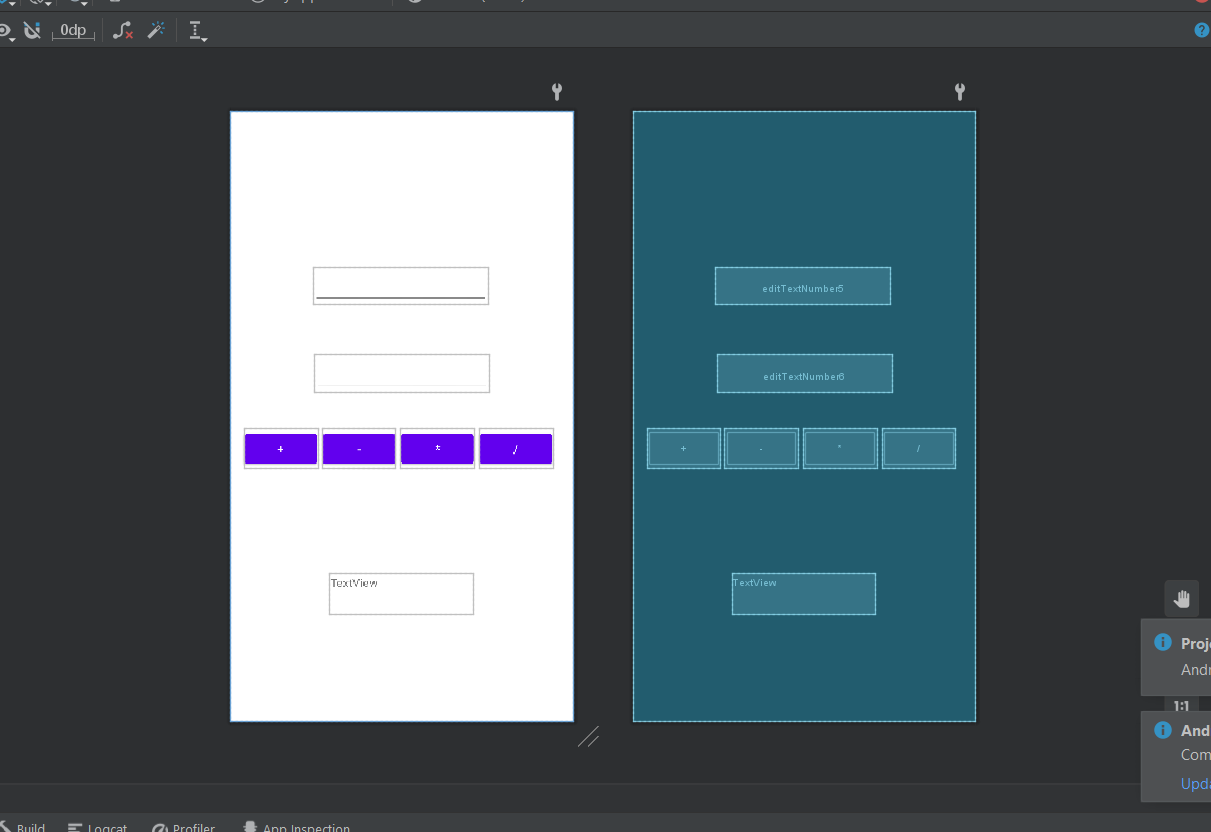 0dp
editTextNumber5
editTextNumber6
+ - * /
+ - * /
TextView
TextView
Proj
Andr
1:1
And
Com
Upda
Build Logcat Profiler App Inspection